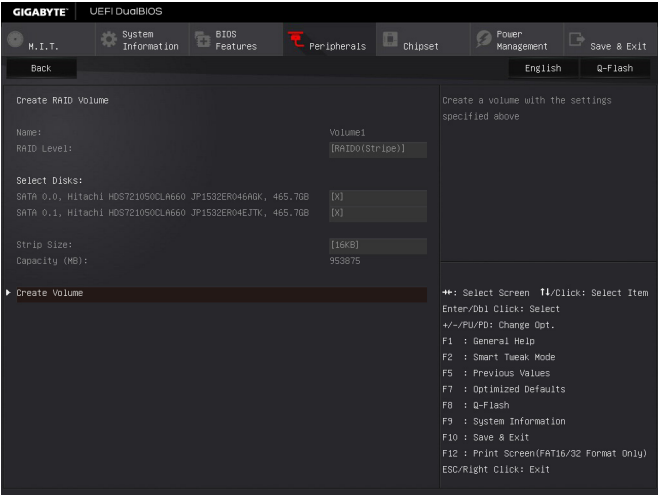 GIGABYTE™ UEFI DualBIOS
M.I.T. System Information BIOS Features Peripherals Chipset Power Management Save & Exit
Back English Q-Flash
Create RAID Volume
Name: Volume1
RAID Level: [RAID0(Stripe)]
Select Disks:
SATA 0.0, Hitachi HDS721050CLA660 JP1532ER046AGK, 465.7GB [X]
SATA 0.1, Hitachi HDS721050CLA660 JP1532ER04EJTK, 465.7GB [X]
Strip Size: [16KB]
Capacity (MB): 953875
Create Volume
Create a volume with the settings
specified above
→←: Select Screen ↑↓/Click: Select Item
Enter/Dbl Click: Select
+/-/PU/PD: Change Opt.
F1 : General Help
F2 : Smart Tweak Mode
F5 : Previous Values
F7 : Optimized Defaults
F8 : Q-Flash
F9 : System Information
F10 : Save & Exit
F12 : Print Screen(FAT16/32 Format Only)
ESC/Right Click: Exit